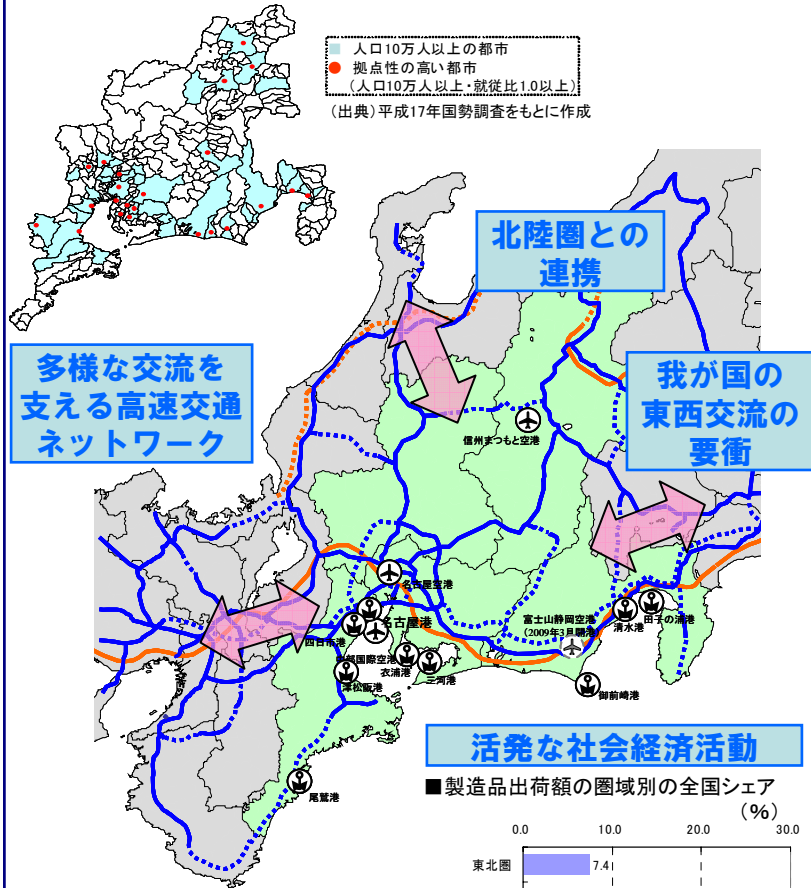 人口10万人以上の都市
拠点性の高い都市
(人口10万人以上・就従比1.0以上)
(出典)平成17年国勢調査をもとに作成
北陸圏との
連携
多様な交流を
支える高速交通
ネットワーク
我が国の
東西交流の
要衝
信州まつもと空港
名古屋空港
名古屋港
富士山静岡空港
(2009年3月開港)
清水港
田子の浦港
四日市港
中部国際空港
衣浦港
三河港
津松阪港
御前崎港
尾鷲港
活発な社会経済活動
■製造品出荷額の圏域別の全国シェア
(%)
0.0 10.0 20.0 30.0
東北圏 7.4